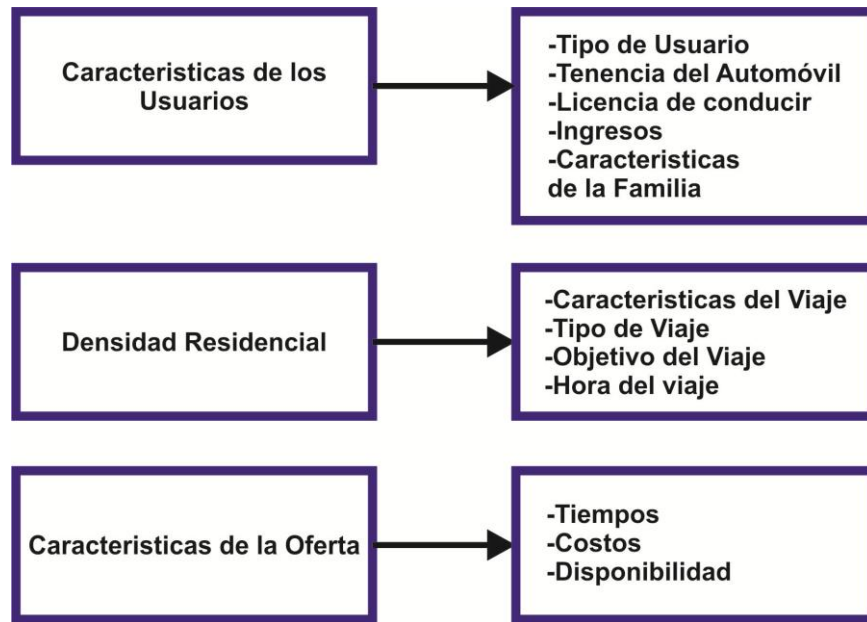 Caracteristicas de los
Usuarios
-Tipo de Usuario
-Tenencia del Automóvil
-Licencia de conducir
-Ingresos
-Caracteristicas
de la Familia
Densidad Residencial
-Caracteristicas del Viaje
-Tipo de Viaje
-Objetivo del Viaje
-Hora del viaje
Caracteristicas de la Oferta
-Tiempos
-Costos
-Disponibilidad